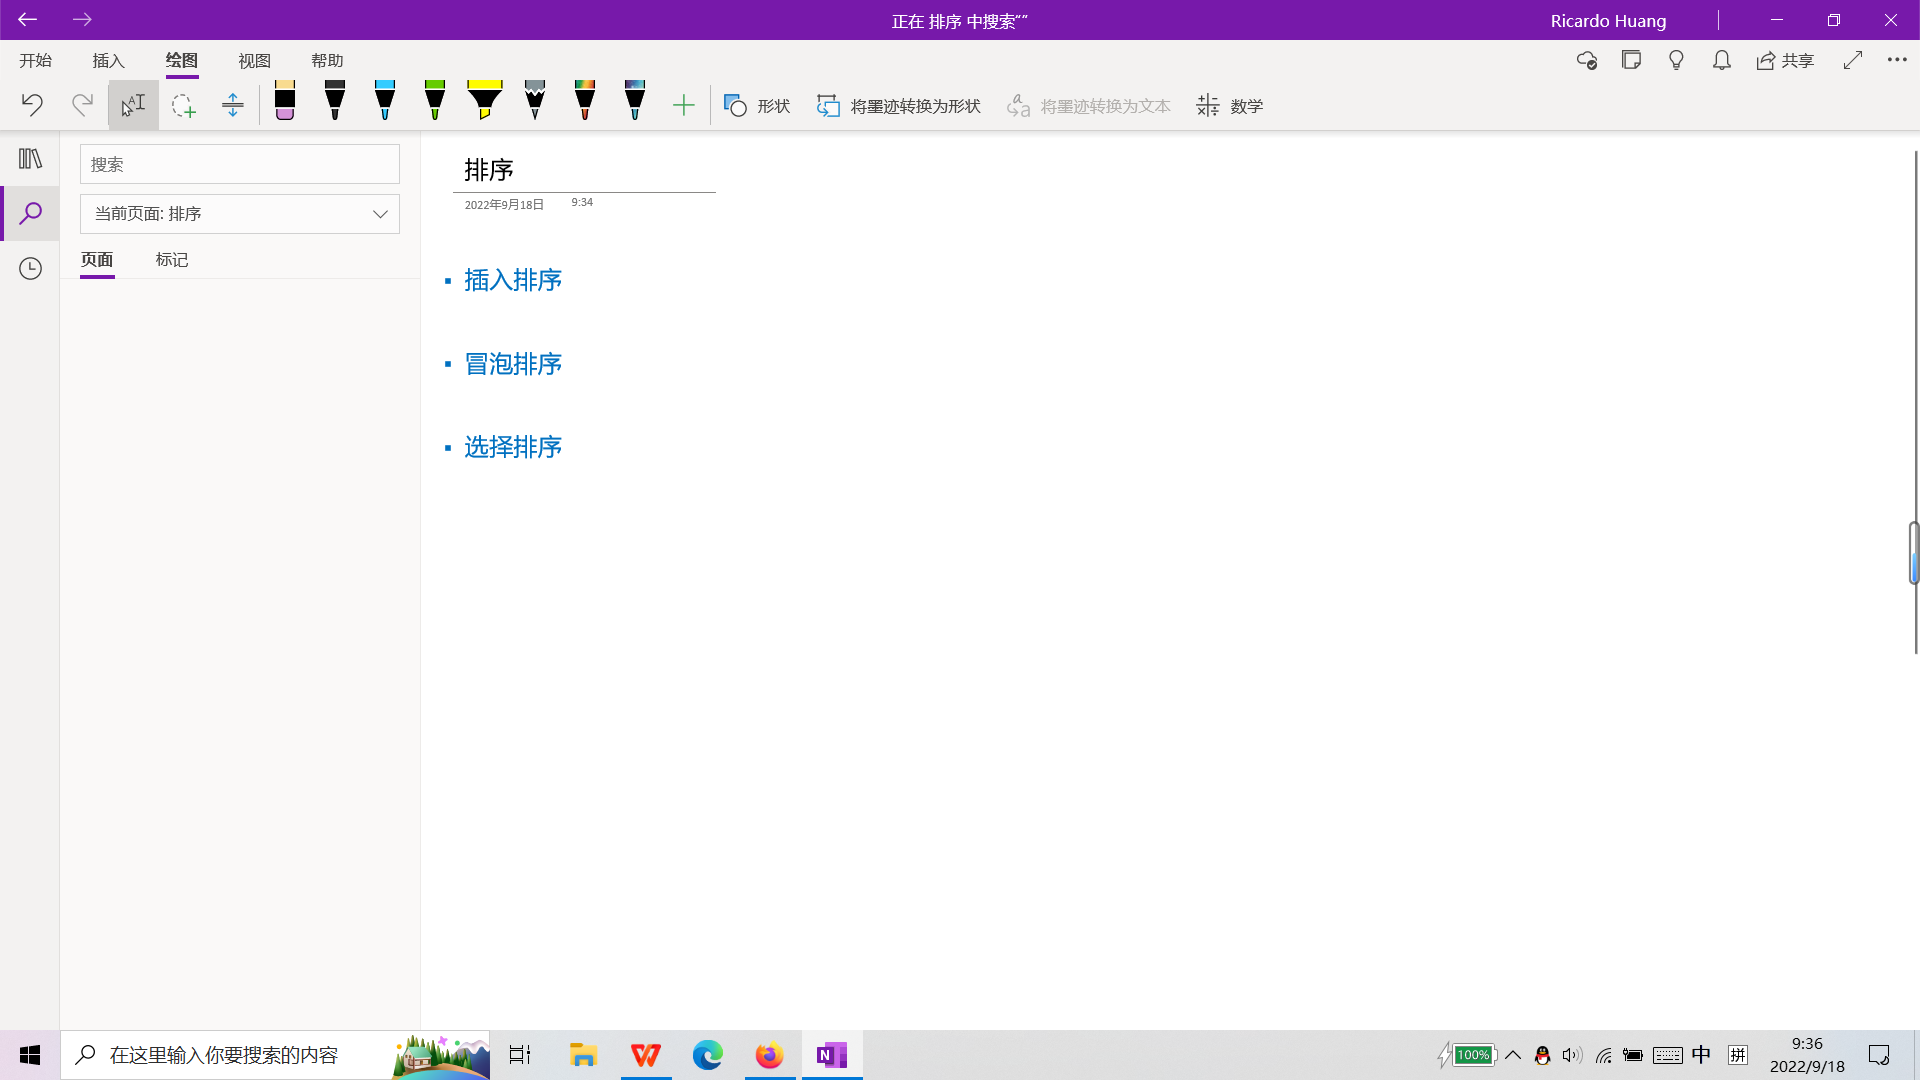 正在 排序 中搜索“”
Ricardo Huang
开始
插入
绘图
视图
帮助
共享
形状
将墨迹转换为形状
将墨迹转换为文本
数学
搜索
当前页面: 排序
页面
标记
排序
2022年9月18日
9:34
插入排序
冒泡排序
选择排序
在这里输入你要搜索的内容
100%
中
拼
9:36
2022/9/18